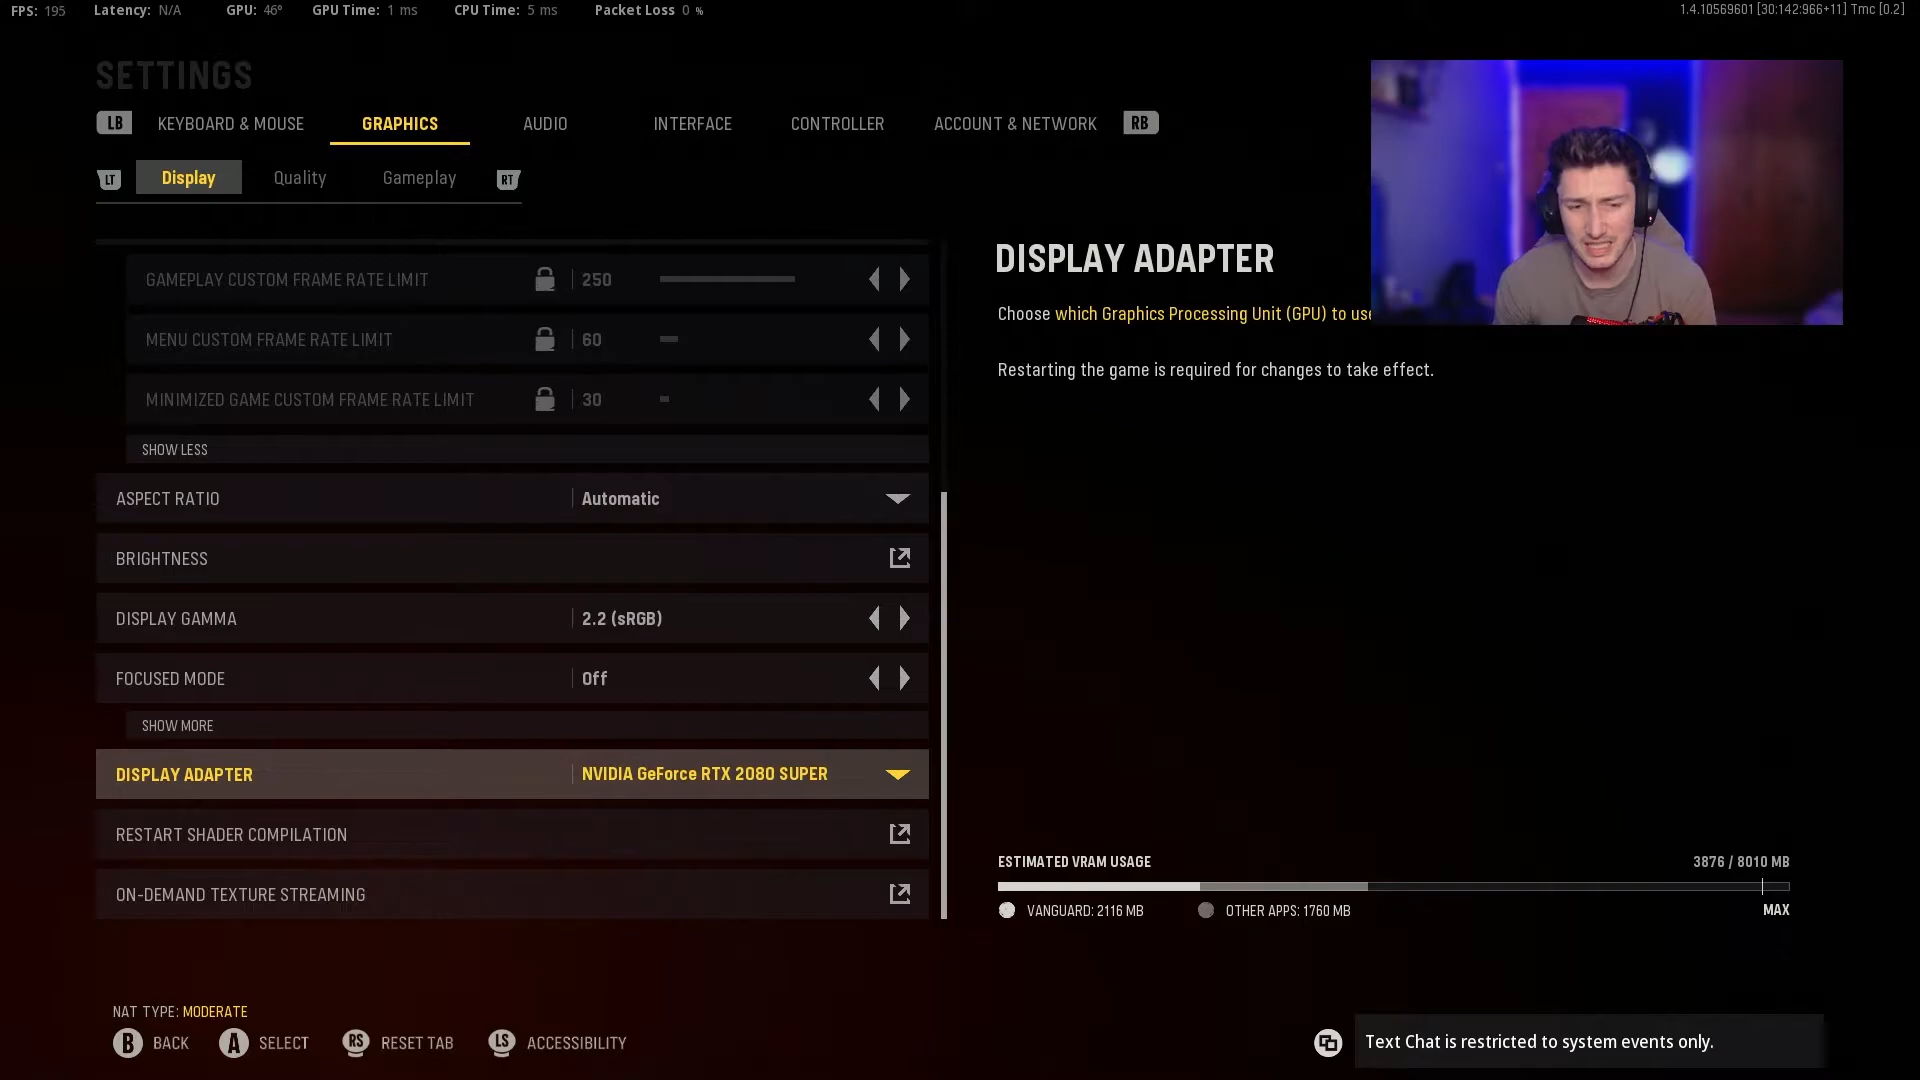 FPS: 195 Latency: N/A GPU: 46° GPU Time: 1 ms CPU Time: 5 ms Packet Loss 0 %
1.4.10569601 [30:142:966+11] Tmc [0.2]
SETTINGS
LB KEYBOARD & MOUSE GRAPHICS AUDIO INTERFACE CONTROLLER ACCOUNT & NETWORK RB
LT Display Quality Gameplay RT
GAMEPLAY CUSTOM FRAME RATE LIMIT 250
MENU CUSTOM FRAME RATE LIMIT 60
MINIMIZED GAME CUSTOM FRAME RATE LIMIT 30
SHOW LESS
ASPECT RATIO Automatic
BRIGHTNESS
DISPLAY GAMMA 2.2 (sRGB)
FOCUSED MODE Off
SHOW MORE
DISPLAY ADAPTER NVIDIA GeForce RTX 2080 SUPER
RESTART SHADER COMPILATION
ON-DEMAND TEXTURE STREAMING
DISPLAY ADAPTER
Choose which Graphics Processing Unit (GPU) to use
Restarting the game is required for changes to take effect.
ESTIMATED VRAM USAGE 3876 / 8010 MB
VANGUARD: 2116 MB OTHER APPS: 1760 MB MAX
NAT TYPE: MODERATE
B BACK A SELECT RS RESET TAB LS ACCESSIBILITY
Text Chat is restricted to system events only.